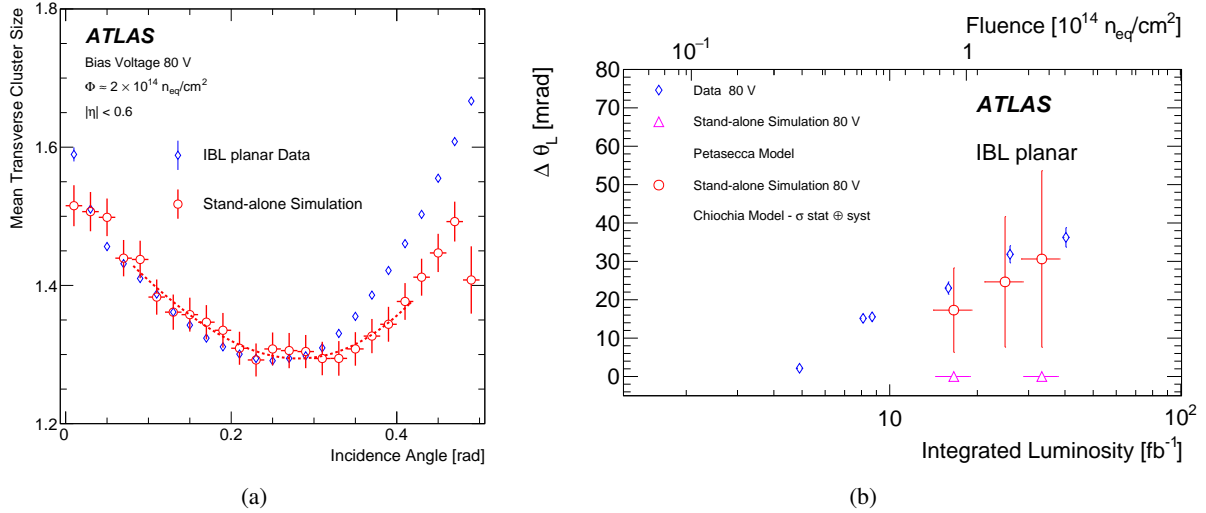 Mean Transverse Cluster Size
1.8
1.6
1.4
1.2
ATLAS
Bias Voltage 80 V
Φ = 2 × 10¹⁴ n_eq/cm²
|η| < 0.6
IBL planar Data
Stand-alone Simulation
0 0.2 0.4
Incidence Angle [rad]
(a)
Fluence [10¹⁴ n_eq/cm²]
10⁻¹ 1
Δ θ_L [mrad]
80
70
60
50
40
30
20
10
0
Data 80 V
Stand-alone Simulation 80 V
Petasecca Model
Stand-alone Simulation 80 V
Chiochia Model - σ stat ⊕ syst
ATLAS
IBL planar
10 10²
Integrated Luminosity [fb⁻¹]
(b)